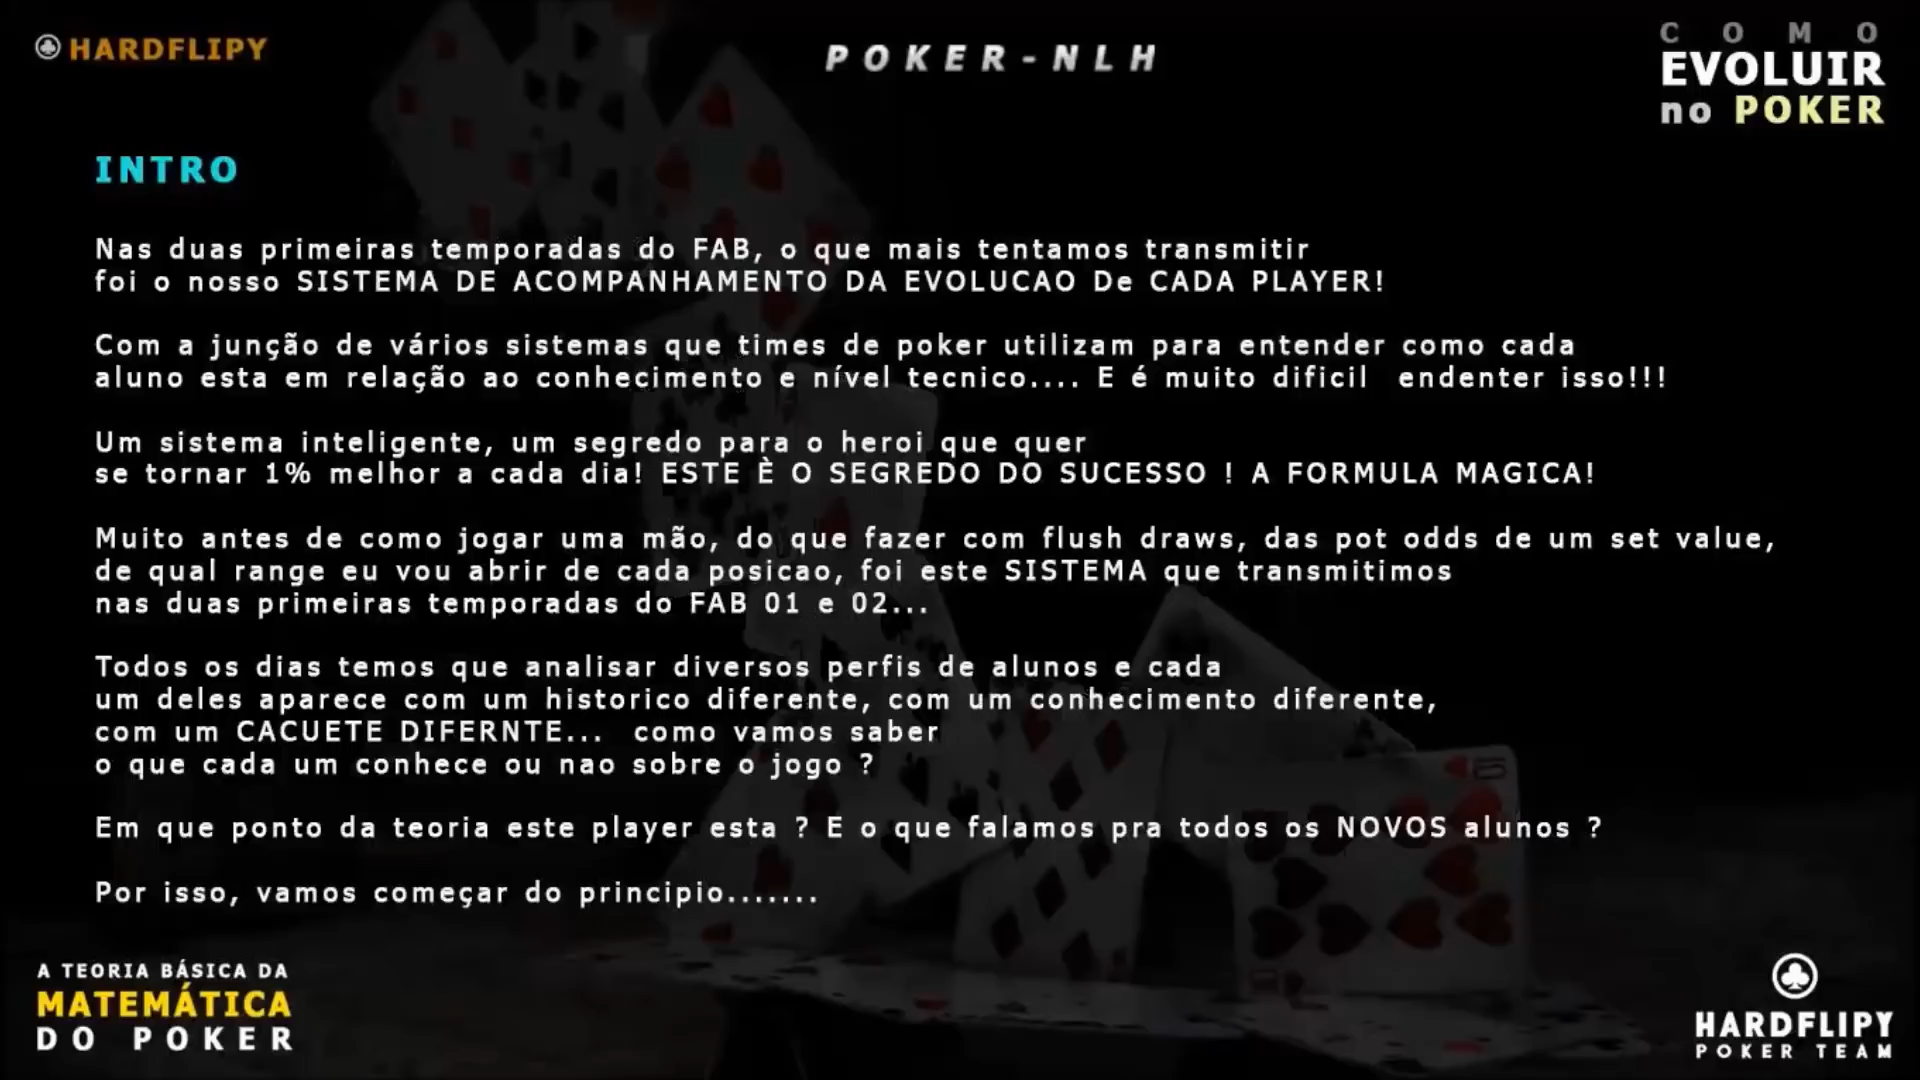 HARDFLIPY
POKER-NLH
COMO
EVOLUIR
no POKER
INTRO
Nas duas primeiras temporadas do FAB, o que mais tentamos transmitir
foi o nosso SISTEMA DE ACOMPANHAMENTO DA EVOLUCAO De CADA PLAYER!
Com a junção de vários sistemas que times de poker utilizam para entender como cada
aluno esta em relação ao conhecimento e nível tecnico.... E é muito dificil  endenter isso!!!
Um sistema inteligente, um segredo para o heroi que quer
se tornar 1% melhor a cada dia! ESTE È O SEGREDO DO SUCESSO ! A FORMULA MAGICA!
Muito antes de como jogar uma mão, do que fazer com flush draws, das pot odds de um set value,
de qual range eu vou abrir de cada posicao, foi este SISTEMA que transmitimos
nas duas primeiras temporadas do FAB 01 e 02...
Todos os dias temos que analisar diversos perfis de alunos e cada
um deles aparece com um historico diferente, com um conhecimento diferente,
com um CACUETE DIFERNTE...  como vamos saber
o que cada um conhece ou nao sobre o jogo ?
Em que ponto da teoria este player esta ? E o que falamos pra todos os NOVOS alunos ?
Por isso, vamos começar do principio.......
A TEORIA BÁSICA DA
MATEMÁTICA
DO POKER
HARDFLIPY
POKER TEAM